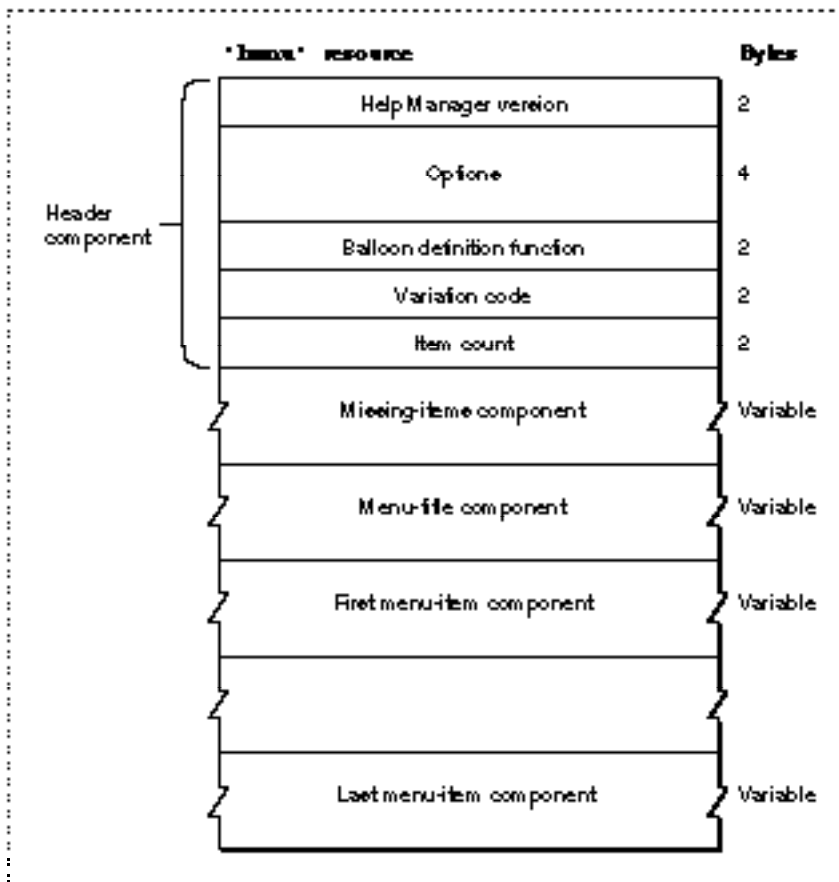 'hmnu' resource Bytes
Help Manager version 2
Options 4
Header
component
Balloon definition function 2
Variation code 2
Item count 2
Missing-items component Variable
Menu-title component Variable
First menu-item component Variable
Last menu-item component Variable